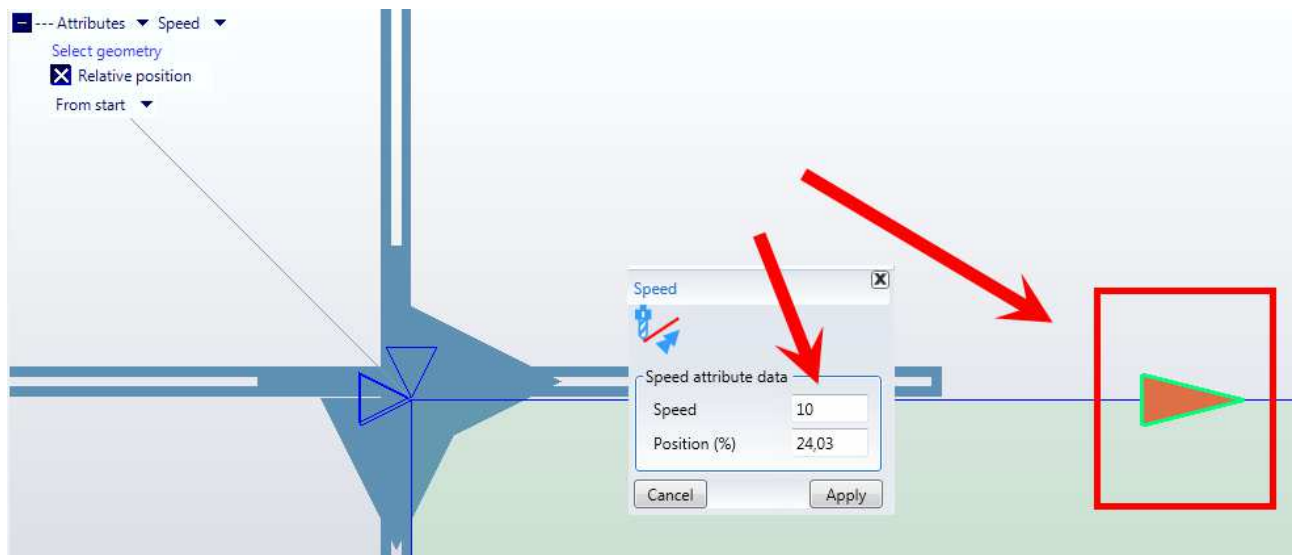 --- Attributes Speed
Select geometry
Relative position
From start
Speed
Speed attribute data
Speed 10
Position (%) 24,03
Cancel Apply